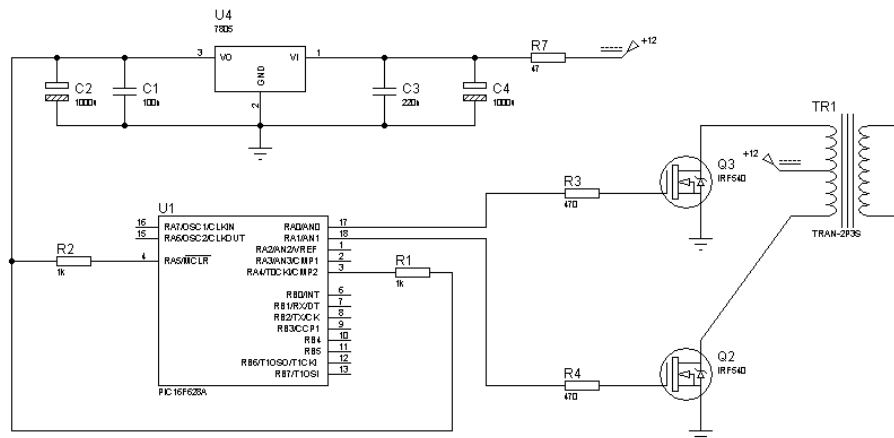 U4
7805
3 VO VI 1
GND
2
R7
47
+12
C2
1000n
C1
100n
C3
220n
C4
1000n
TR1
+12
TRAN-2P3S
Q3
IRF540
R3
470
U1
16 RA7/OSC1/CLKIN RA0/AN0 17
15 RA6/OSC2/CLKOUT RA1/AN1 18
RA2/AN2/VREF 1
4 RA5/MCLR RA3/AN3/CMP1 2
RA4/T0CKI/CMP2 3
RB0/INT 6
RB1/RX/DT 7
RB2/TX/CK 8
RB3/CCP1 9
RB4 10
RB5 11
RB6/T1OSO/T1CKI 12
RB7/T1OSI 13
PIC16F628A
R2
1k
R1
1k
R4
470
Q2
IRF540